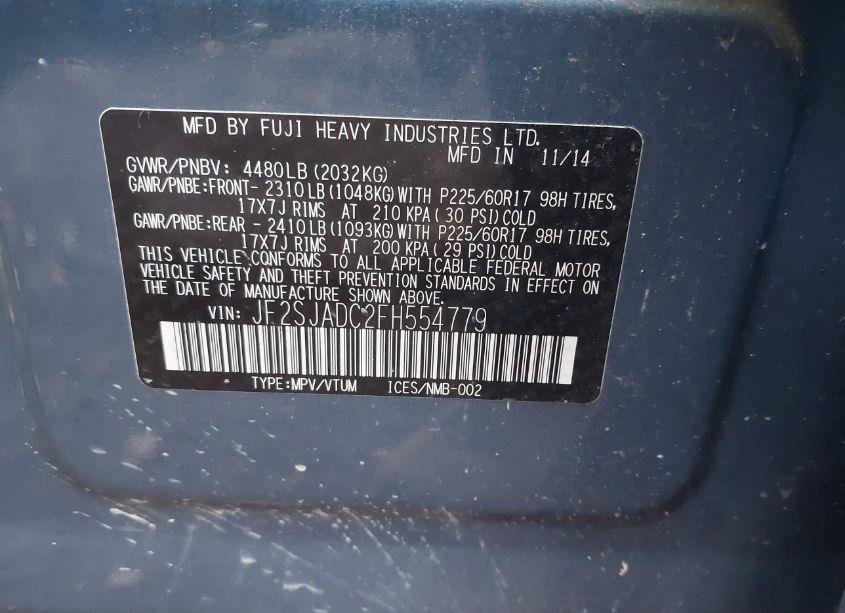 MFD BY FUJI HEAVY INDUSTRIES LTD.
MFD IN 11/14
GVWR/PNBV: 4480LB (2032KG)
GAWR/PNBE:FRONT- 2310LB (1048KG) WITH P225/60R17 98H TIRES,
17X7J RIMS AT 210 KPA ( 30 PSI) COLD
GAWR/PNBE:REAR - 2410LB (1093KG) WITH P225/60R17 98H TIRES,
17X7J RIMS AT 200 KPA ( 29 PSI) COLD
THIS VEHICLE CONFORMS TO ALL APPLICABLE FEDERAL MOTOR
VEHICLE SAFETY AND THEFT PREVENTION STANDARDS IN EFFECT ON
THE DATE OF MANUFACTURE SHOWN ABOVE.
VIN: JF2SJADC2FH554779
TYPE:MPV/VTUM ICES/NMB-002